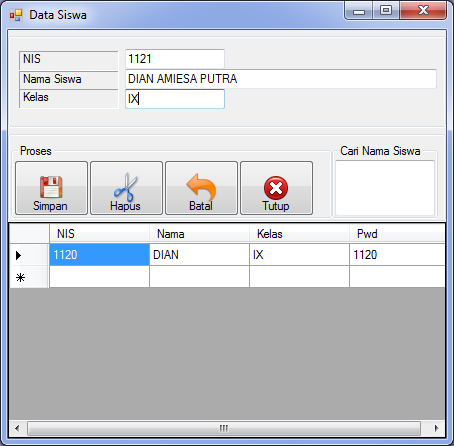 Data Siswa
NIS 1121
Nama Siswa DIAN AMIESA PUTRA
Kelas IX
Proses Cari Nama Siswa
Simpan Hapus Batal Tutup
NIS Nama Kelas Pwd
1120 DIAN IX 1120